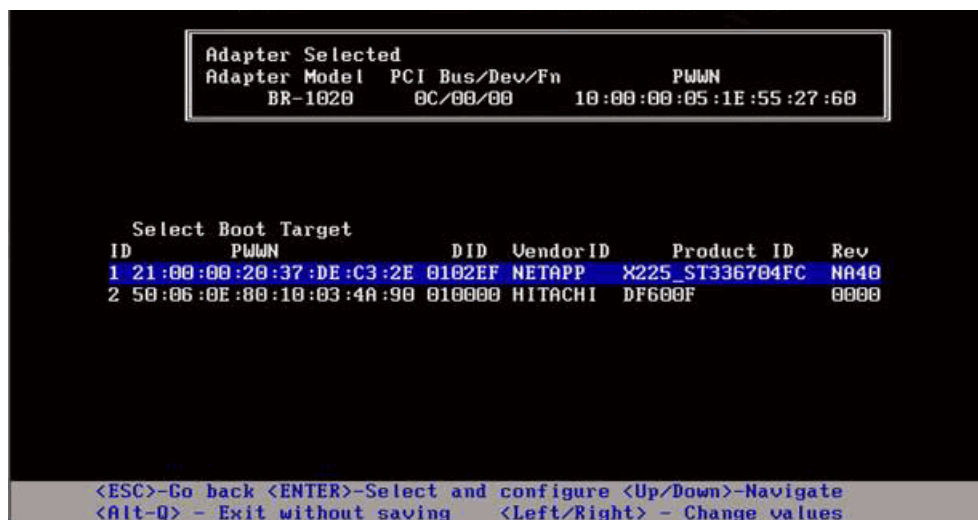 Adapter Selected
Adapter Model PCI Bus/Dev/Fn PWWN
BR-1020 0C/00/00 10:00:00:05:1E:55:27:60
Select Boot Target
ID PWWN DID VendorID Product ID Rev
1 21:00:00:20:37:DE:C3:2E 0102EF NETAPP X225_ST336704FC NA40
2 50:06:0E:80:10:03:4A:90 010000 HITACHI DF600F 0000
<ESC>-Go back <ENTER>-Select and configure <Up/Down>-Navigate
<Alt-Q> - Exit without saving <Left/Right> - Change values